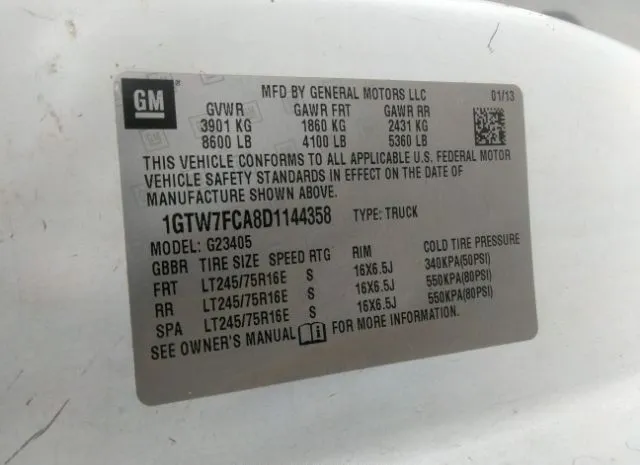 GM
MFD BY GENERAL MOTORS LLC 01/13
GVWR GAWR FRT GAWR RR
3901 KG 1860 KG 2431 KG
8600 LB 4100 LB 5360 LB
THIS VEHICLE CONFORMS TO ALL APPLICABLE U.S. FEDERAL MOTOR
VEHICLE SAFETY STANDARDS IN EFFECT ON THE DATE OF
MANUFACTURE SHOWN ABOVE.
1GTW7FCA8D1144358 TYPE: TRUCK
MODEL: G23405
GBBR TIRE SIZE SPEED RTG RIM COLD TIRE PRESSURE
FRT LT245/75R16E S 16X6.5J 340KPA(50PSI)
RR LT245/75R16E S 16X6.5J 550KPA(80PSI)
SPA LT245/75R16E S 16X6.5J 550KPA(80PSI)
SEE OWNER'S MANUAL FOR MORE INFORMATION.